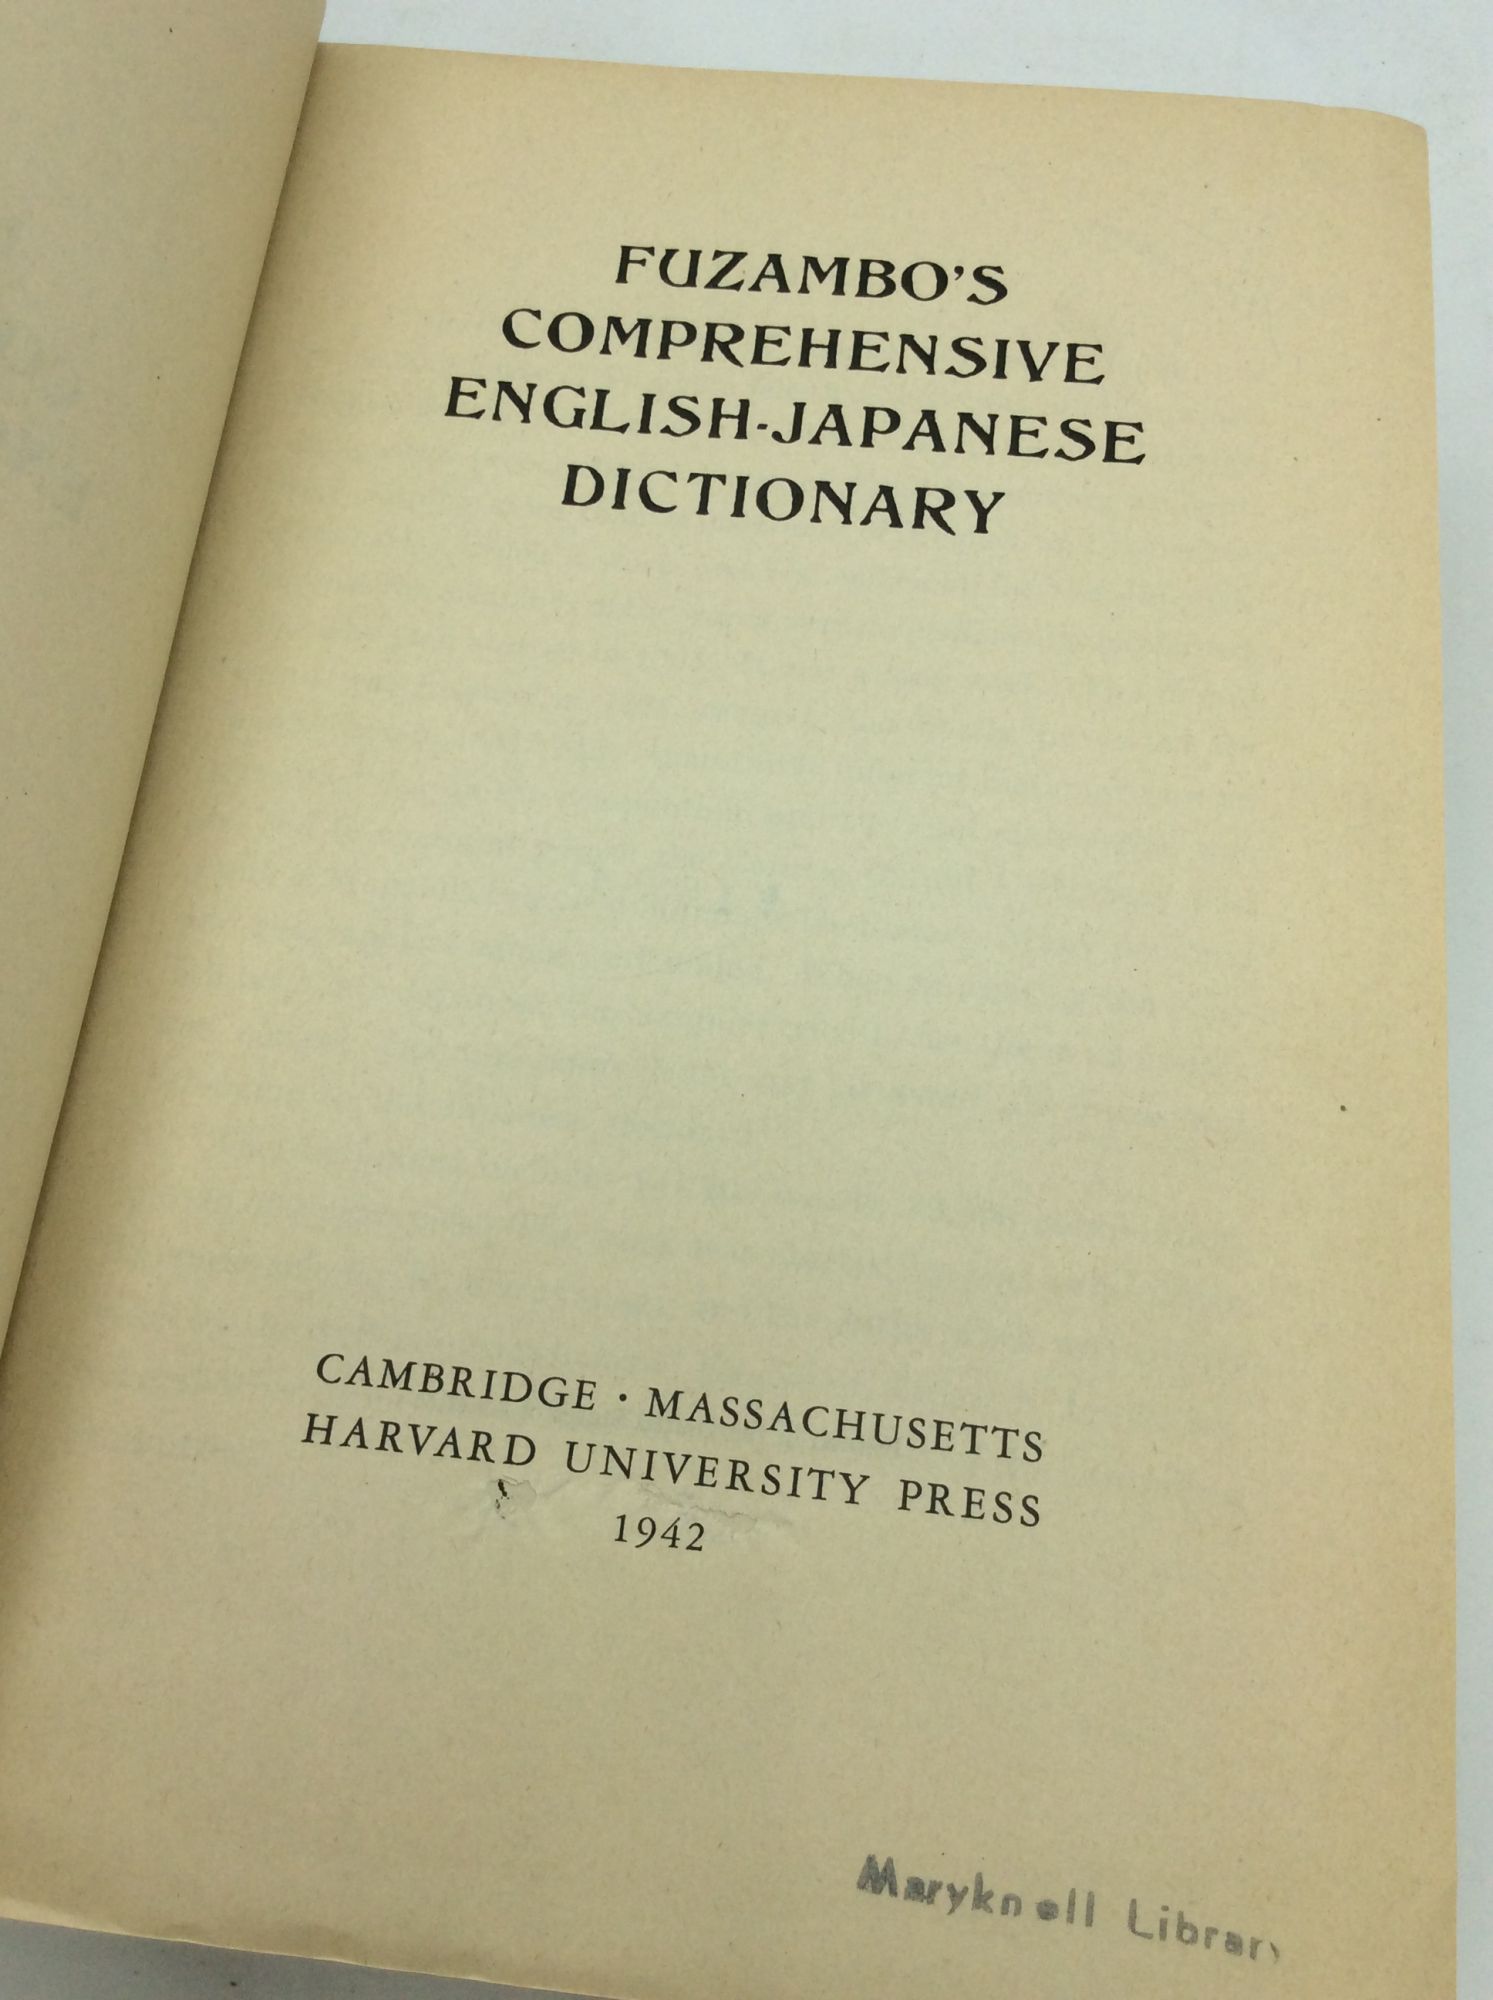 FUZAMBO'S
COMPREHENSIVE
ENGLISH-JAPANESE
DICTIONARY
CAMBRIDGE · MASSACHUSETTS
HARVARD UNIVERSITY PRESS
1942
Maryknoll Library